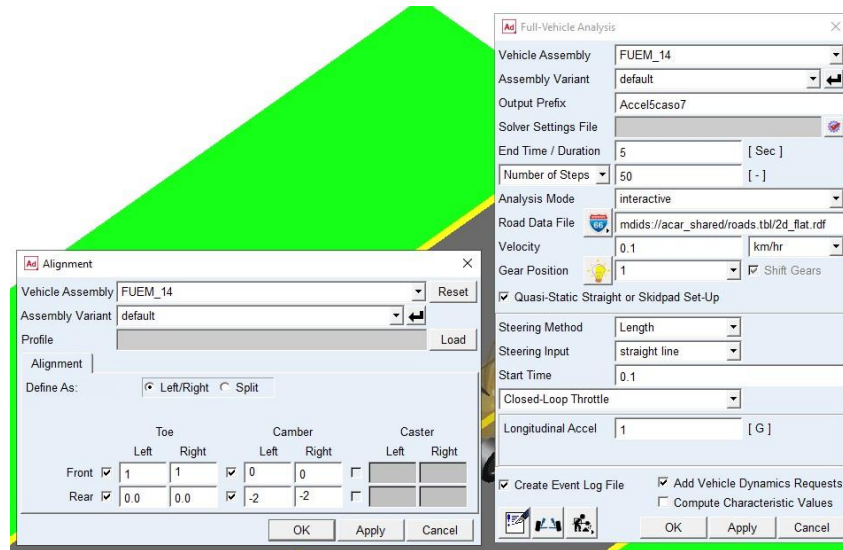 Ad Alignment
Vehicle Assembly FUEM_14 Reset
Assembly Variant default
Profile Load
Alignment
Define As: Left/Right Split
Toe Camber Caster
Left Right Left Right Left Right
Front 1 1 0 0
Rear 0.0 0.0 -2 -2
OK Apply Cancel
Ad Full-Vehicle Analysis
Vehicle Assembly FUEM_14
Assembly Variant default
Output Prefix Accel5caso7
Solver Settings File
End Time / Duration 5 [ Sec ]
Number of Steps 50 [ - ]
Analysis Mode interactive
Road Data File 66 mdids://acar_shared/roads.tbl/2d_flat.rdf
Velocity 0.1 km/hr
Gear Position 1 Shift Gears
Quasi-Static Straight or Skidpad Set-Up
Steering Method Length
Steering Input straight line
Start Time 0.1
Closed-Loop Throttle
Longitudinal Accel 1 [ G ]
Create Event Log File Add Vehicle Dynamics Requests
Compute Characteristic Values
OK Apply Cancel